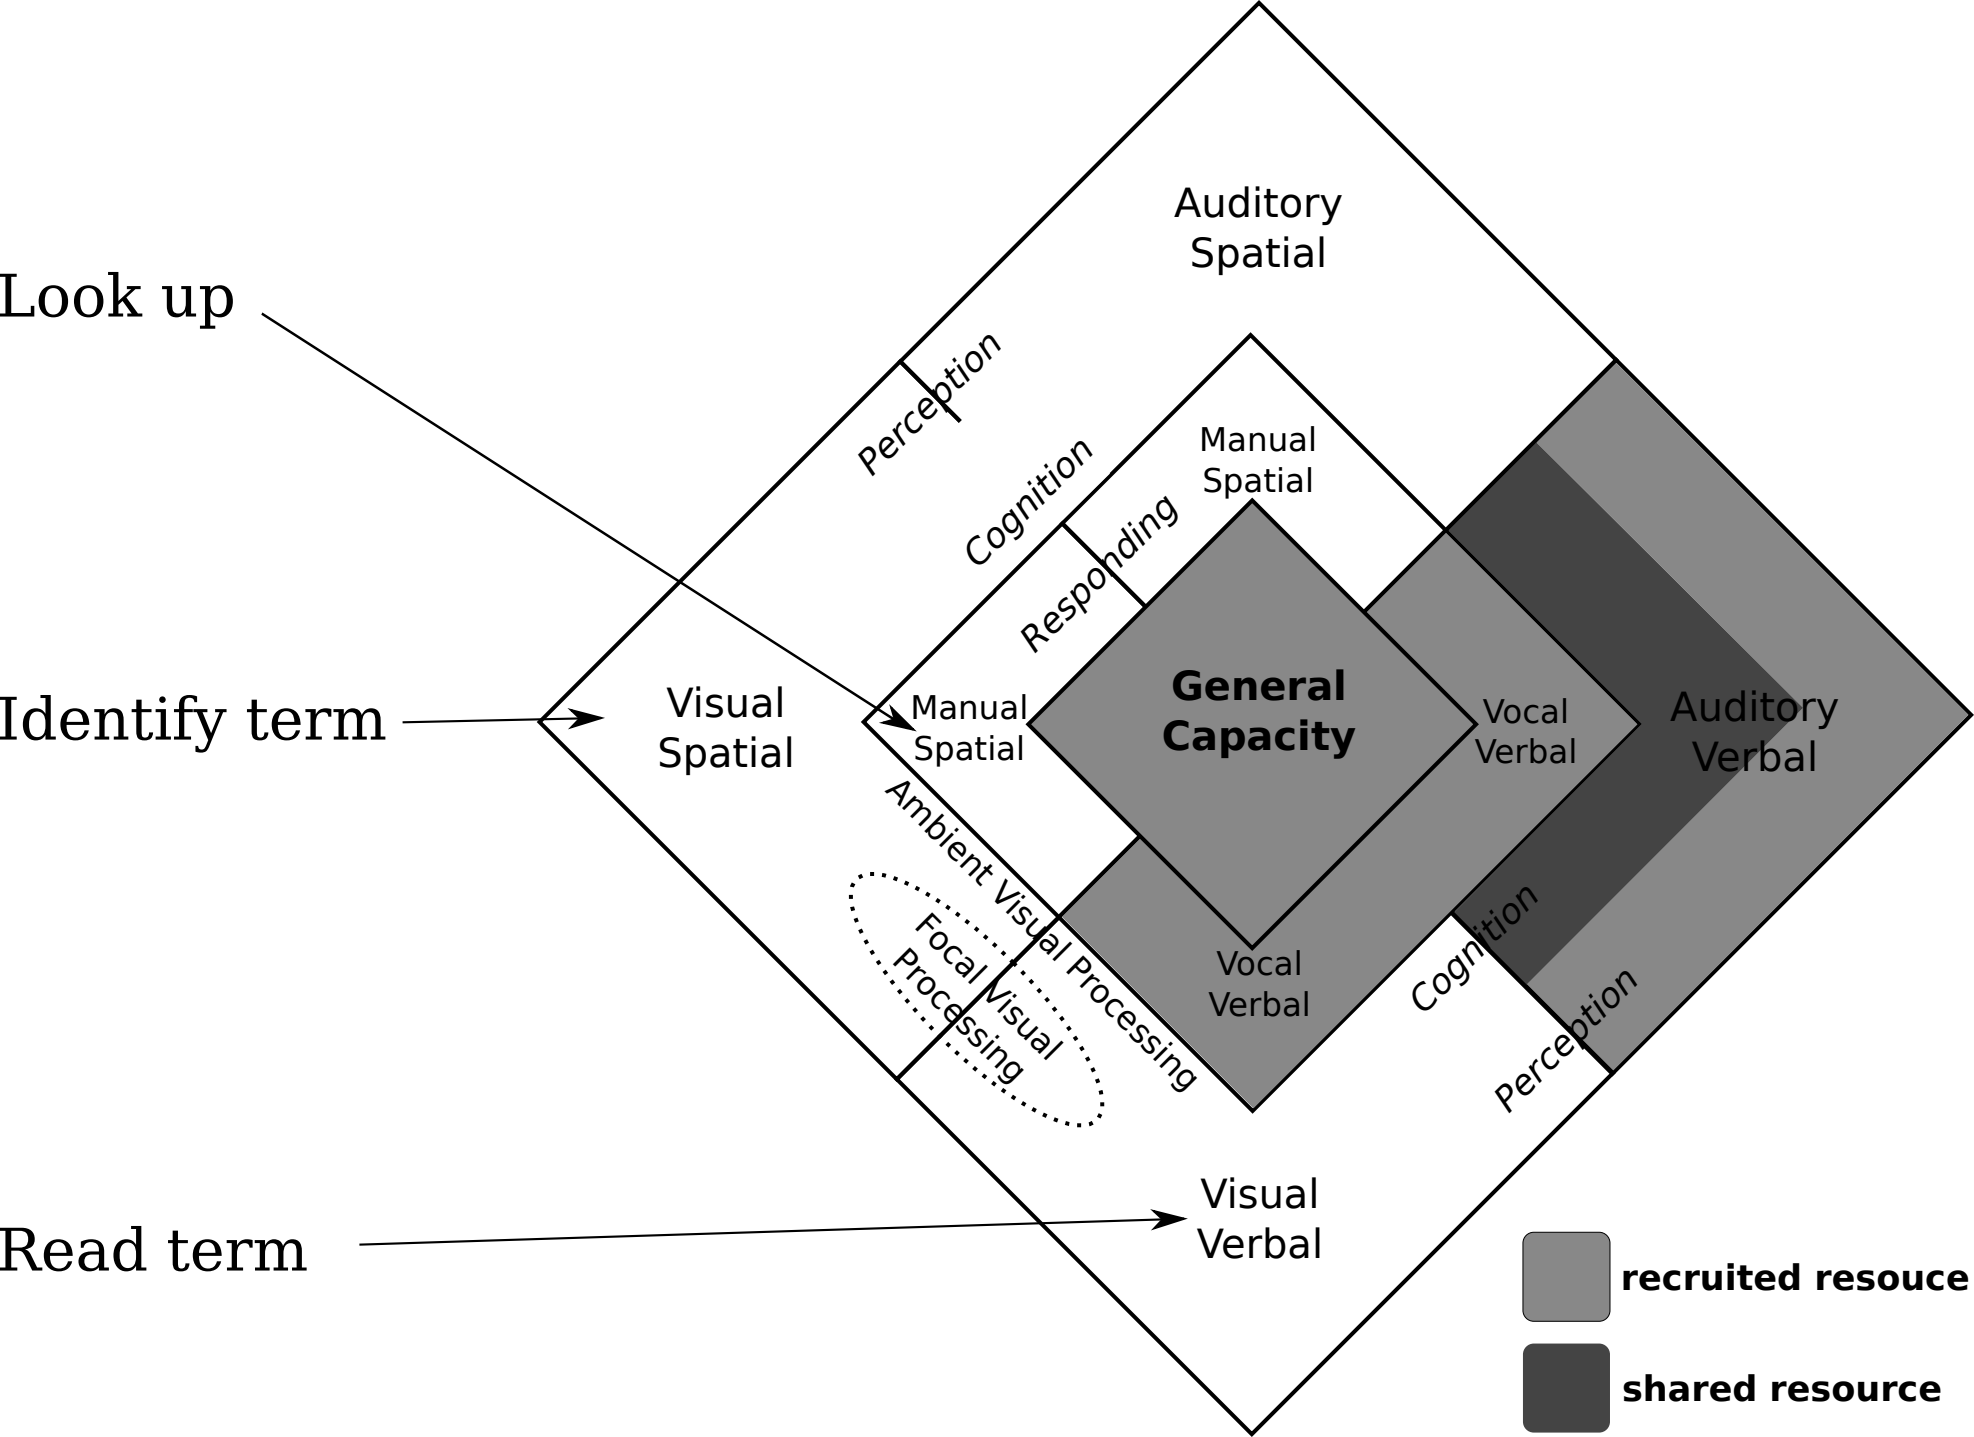 Auditory
Spatial
Look up
Perception
Cognition
Manual
Spatial
Responding
General
Capacity
Identify term
Visual
Spatial
Manual
Spatial
Vocal
Verbal
Auditory
Verbal
Ambient Visual Processing
Focal Visual
Processing
Vocal
Verbal
Cognition
Perception
Read term
Visual
Verbal
recruited resouce
shared resource